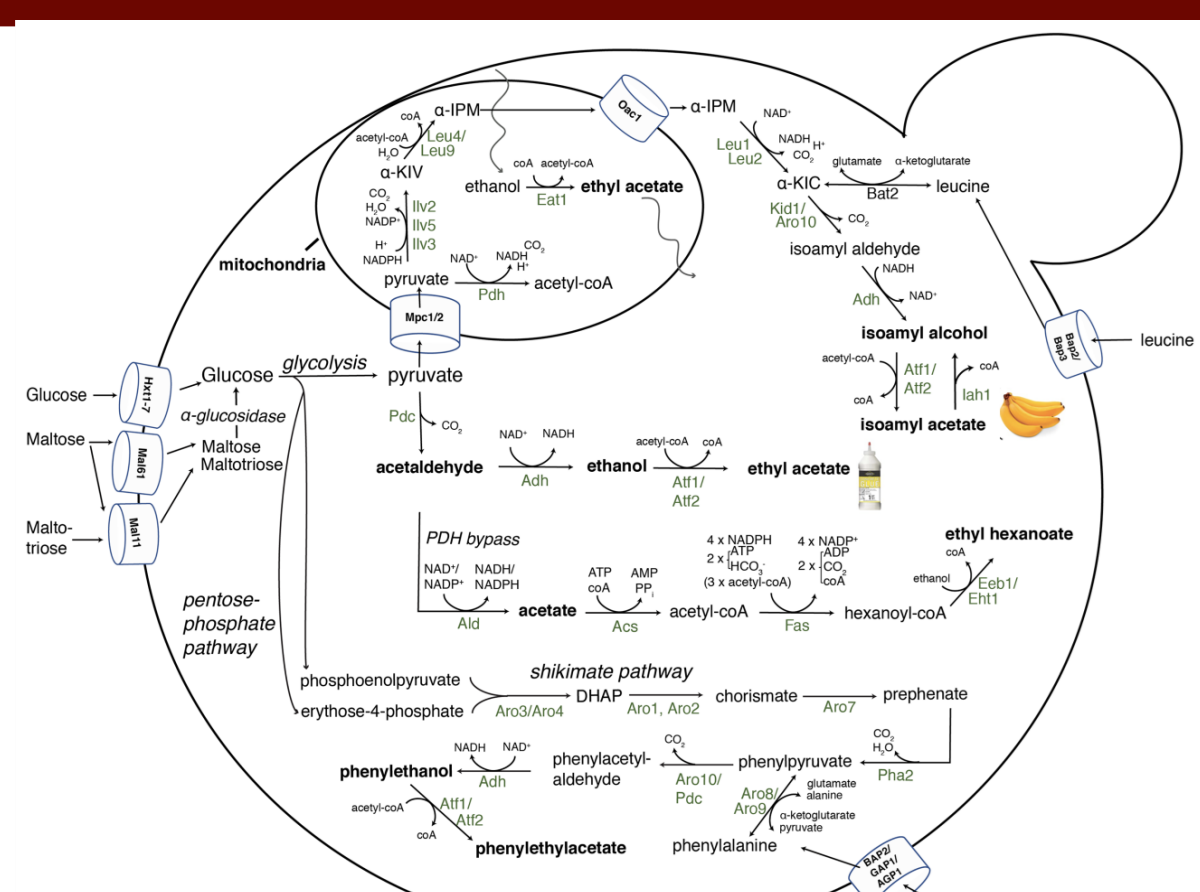 α-IPM
Oac1
α-IPM
NAD⁺
coA
acetyl-coA
H₂O
Leu4/
Leu9
Leu1
Leu2
NADH H⁺
CO₂
α-KIV
coA acetyl-coA
ethanol
ethyl acetate
Eat1
glutamate
α-ketoglutarate
α-KIC
Bat2
leucine
CO₂
H₂O
NADP⁺
Ilv2
Ilv5
Ilv3
H⁺
NADPH
Kid1/
Aro10
CO₂
isoamyl aldehyde
mitochondria
pyruvate
NAD⁺
NADH
H⁺
CO₂
Pdh
acetyl-coA
NADH
Adh
NAD⁺
Mpc1/2
isoamyl alcohol
Bap2/
Bap3
leucine
acetyl-coA
coA
Atf1/
Atf2
coA
Iah1
isoamyl acetate
Glucose
Hxt1-7
Glucose
glycolysis
pyruvate
α-glucosidase
Maltose
Mal61
Maltose
Maltotriose
Malto-
triose
Mal11
Pdc
CO₂
acetaldehyde
NAD⁺
NADH
Adh
ethanol
acetyl-coA
coA
Atf1/
Atf2
ethyl acetate
PDH bypass
NAD⁺/
NADP⁺
NADH/
NADPH
Ald
acetate
ATP
coA
AMP
PPᵢ
Acs
acetyl-coA
4 x NADPH
2 x [ATP
HCO₃⁻
(3 x acetyl-coA)
4 x NADP⁺
2 x [ADP
CO₂
coA
Fas
hexanoyl-coA
ethanol
coA
Eeb1/
Eht1
ethyl hexanoate
pentose-
phosphate
pathway
shikimate pathway
phosphoenolpyruvate
erythose-4-phosphate
Aro3/Aro4
DHAP
Aro1, Aro2
chorismate
Aro7
prephenate
CO₂
H₂O
Pha2
phenylpyruvate
CO₂
Aro10/
Pdc
phenylacetyl-
aldehyde
NADH
NAD⁺
Adh
phenylethanol
acetyl-coA
coA
Atf1/
Atf2
phenylethylacetate
Aro8/
Aro9
glutamate
alanine
α-ketoglutarate
pyruvate
phenylalanine
BAP2/
GAP1/
AGP1